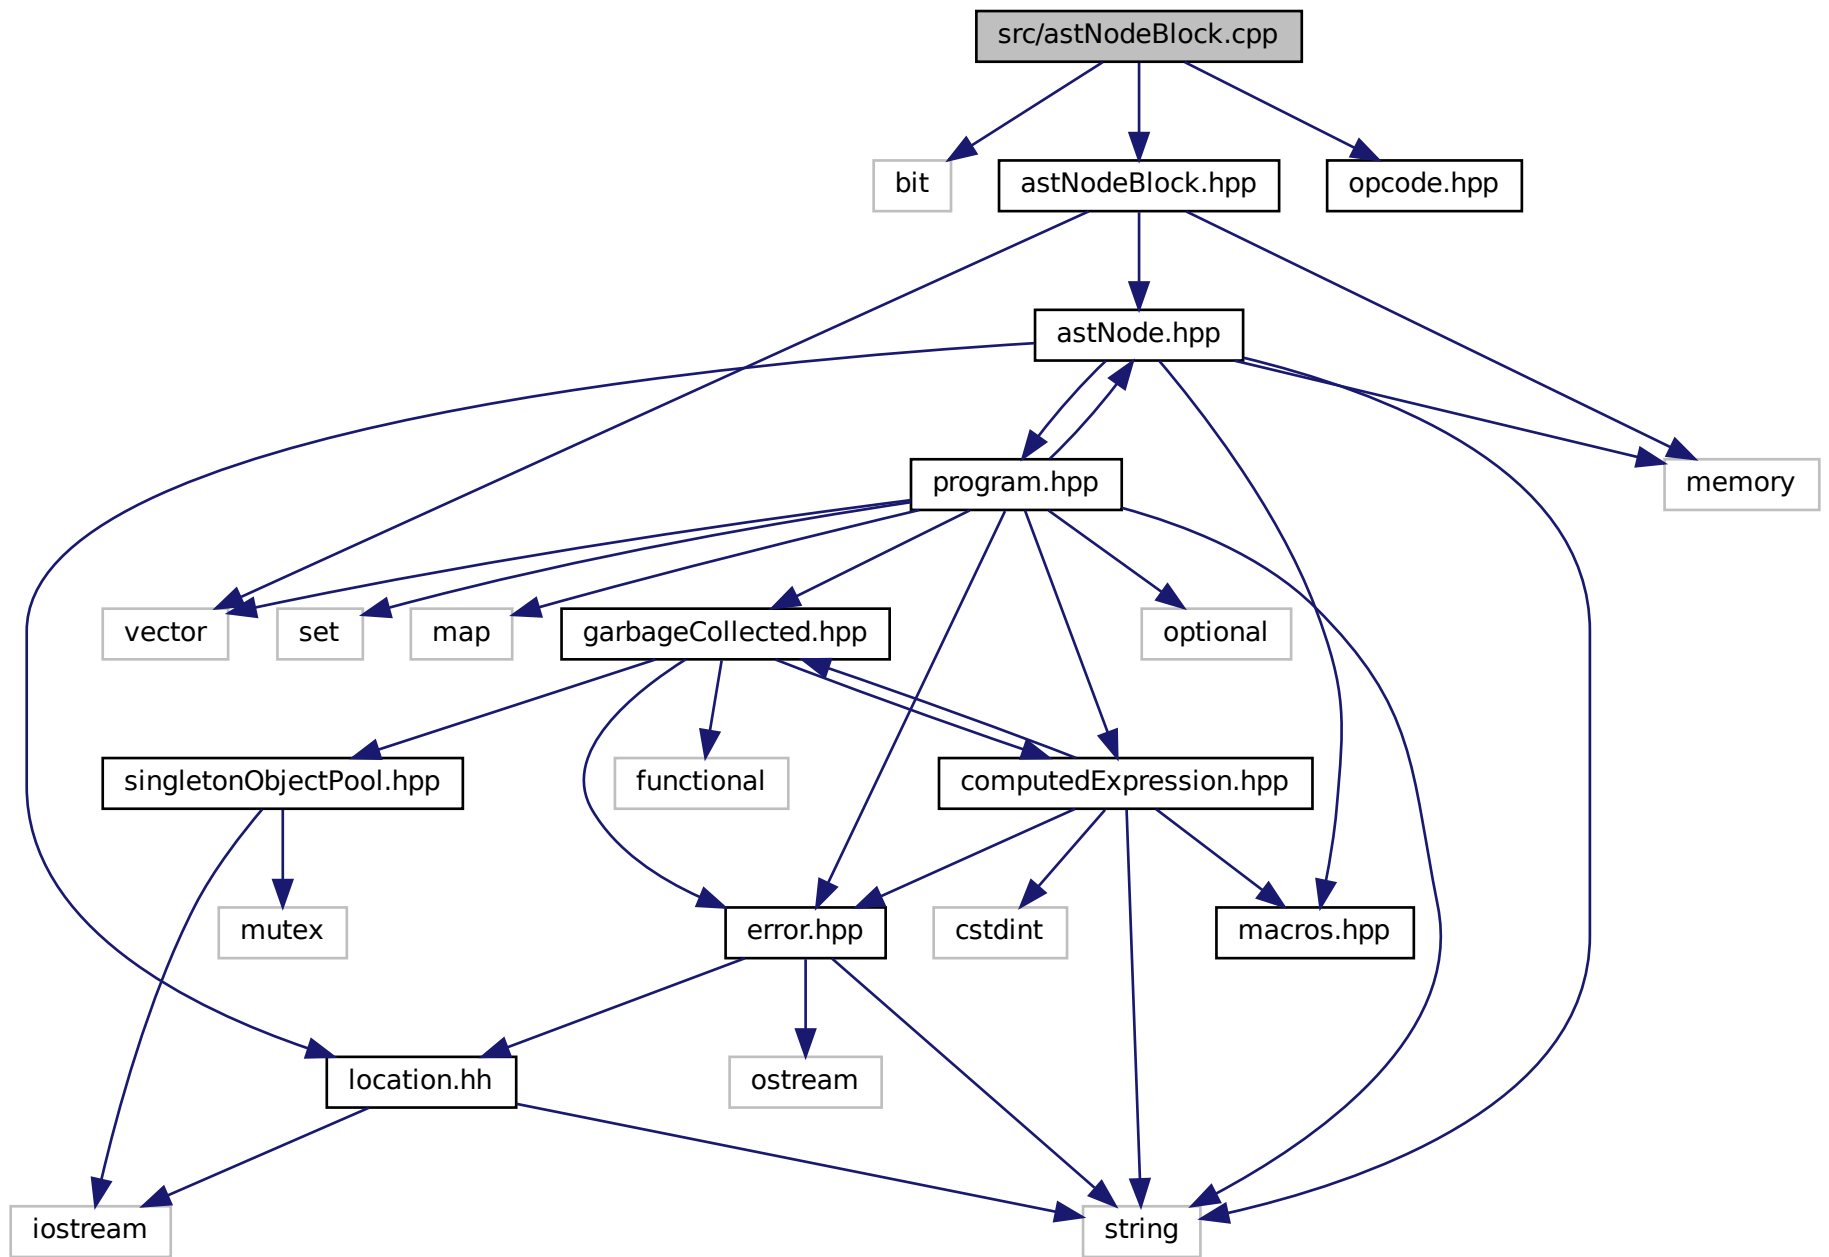 src/astNodeBlock.cpp
bit
astNodeBlock.hpp
opcode.hpp
astNode.hpp
program.hpp
memory
vector
set
map
garbageCollected.hpp
optional
singletonObjectPool.hpp
functional
computedExpression.hpp
mutex
error.hpp
cstdint
macros.hpp
location.hh
ostream
iostream
string